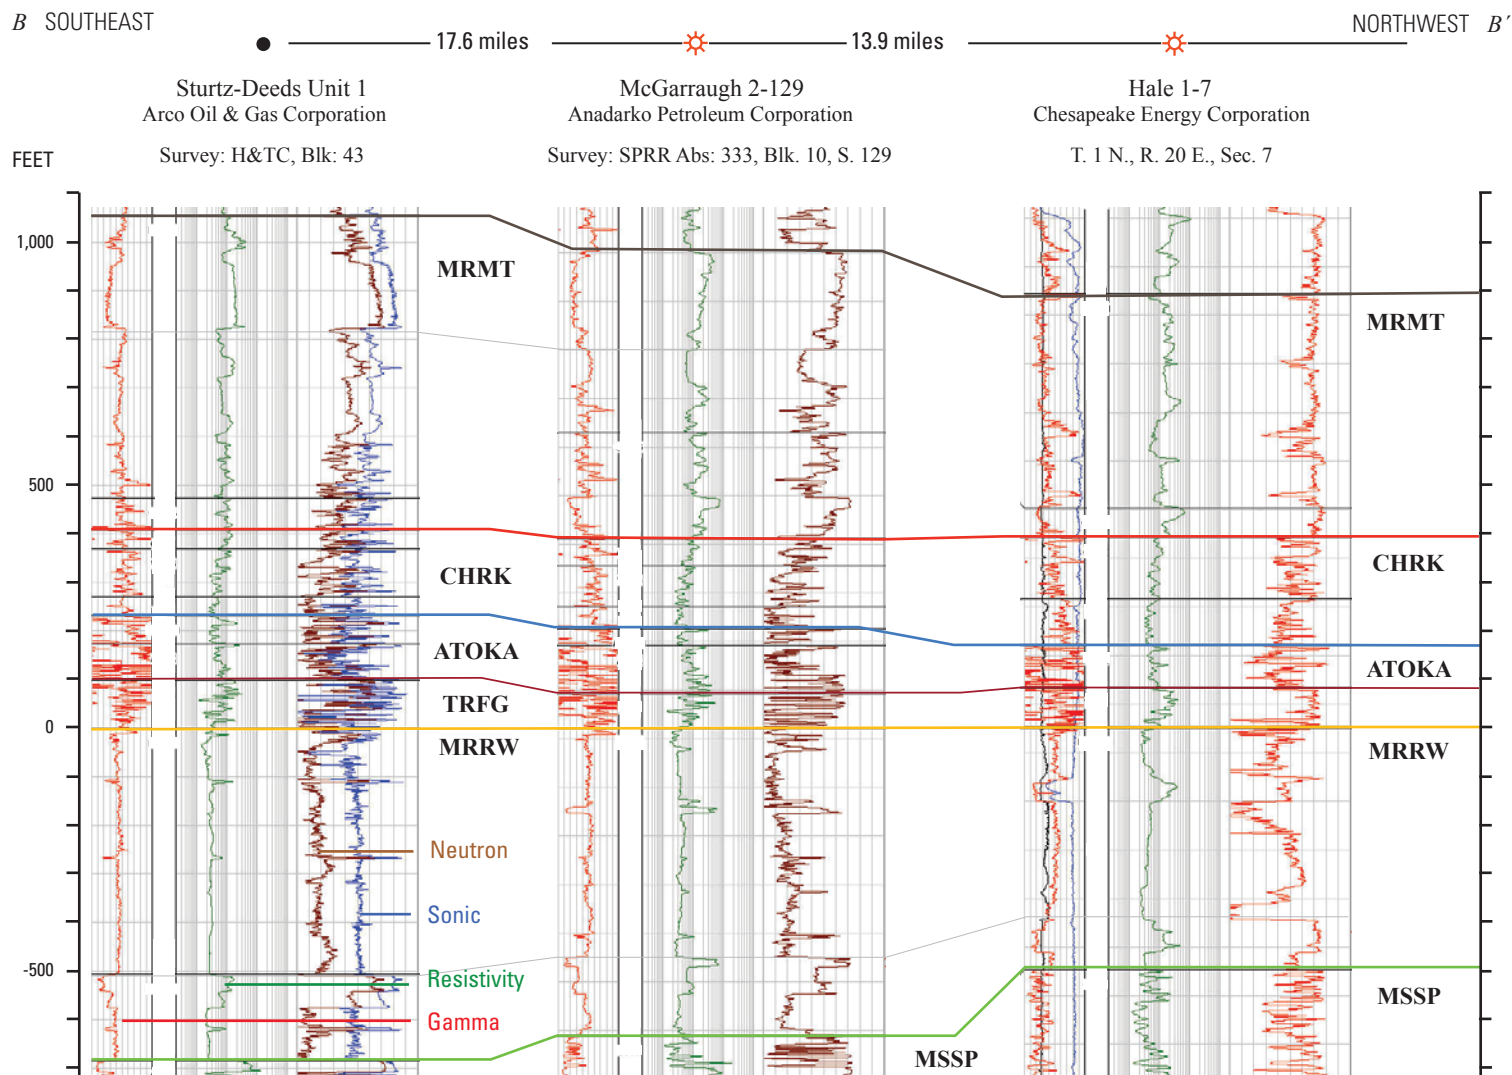 B SOUTHEAST
NORTHWEST B′
17.6 miles
13.9 miles
Sturtz-Deeds Unit 1
Arco Oil & Gas Corporation
Survey: H&TC, Blk: 43
McGarraugh 2-129
Anadarko Petroleum Corporation
Survey: SPRR Abs: 333, Blk. 10, S. 129
Hale 1-7
Chesapeake Energy Corporation
T. 1 N., R. 20 E., Sec. 7
FEET
1,000
500
0
-500
MRMT
CHRK
ATOKA
TRFG
MRRW
Neutron
Sonic
Resistivity
Gamma
MSSP
MRMT
CHRK
ATOKA
MRRW
MSSP